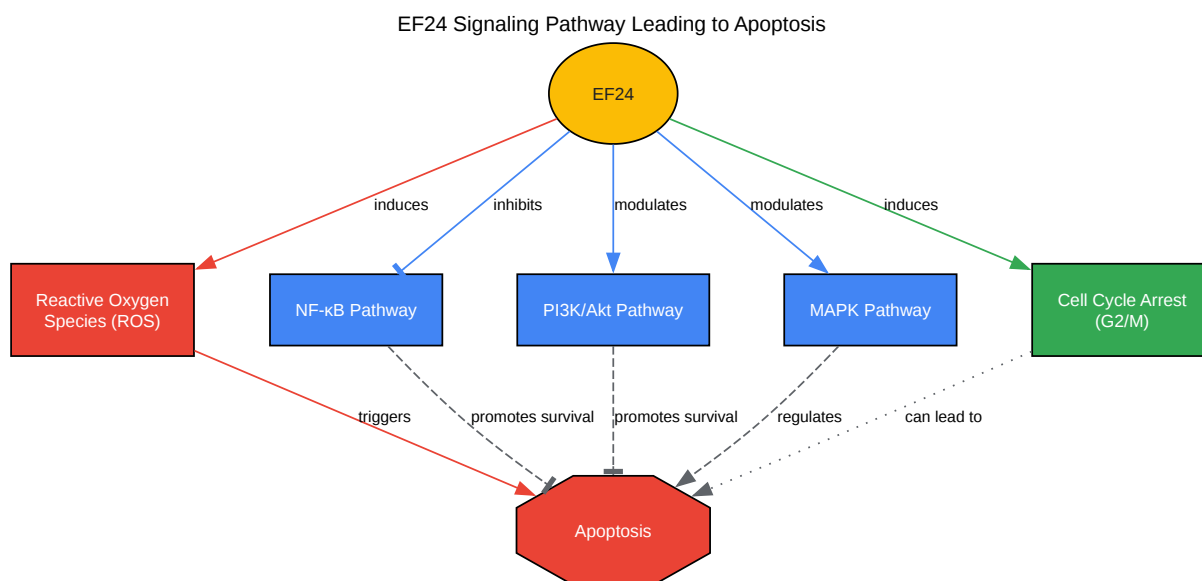 EF24 Signaling Pathway Leading to Apoptosis
EF24
induces
inhibits
modulates
modulates
induces
Reactive Oxygen
Species (ROS)
NF-κB Pathway
PI3K/Akt Pathway
MAPK Pathway
Cell Cycle Arrest
(G2/M)
triggers
promotes survival
promotes survival
regulates
can lead to
Apoptosis